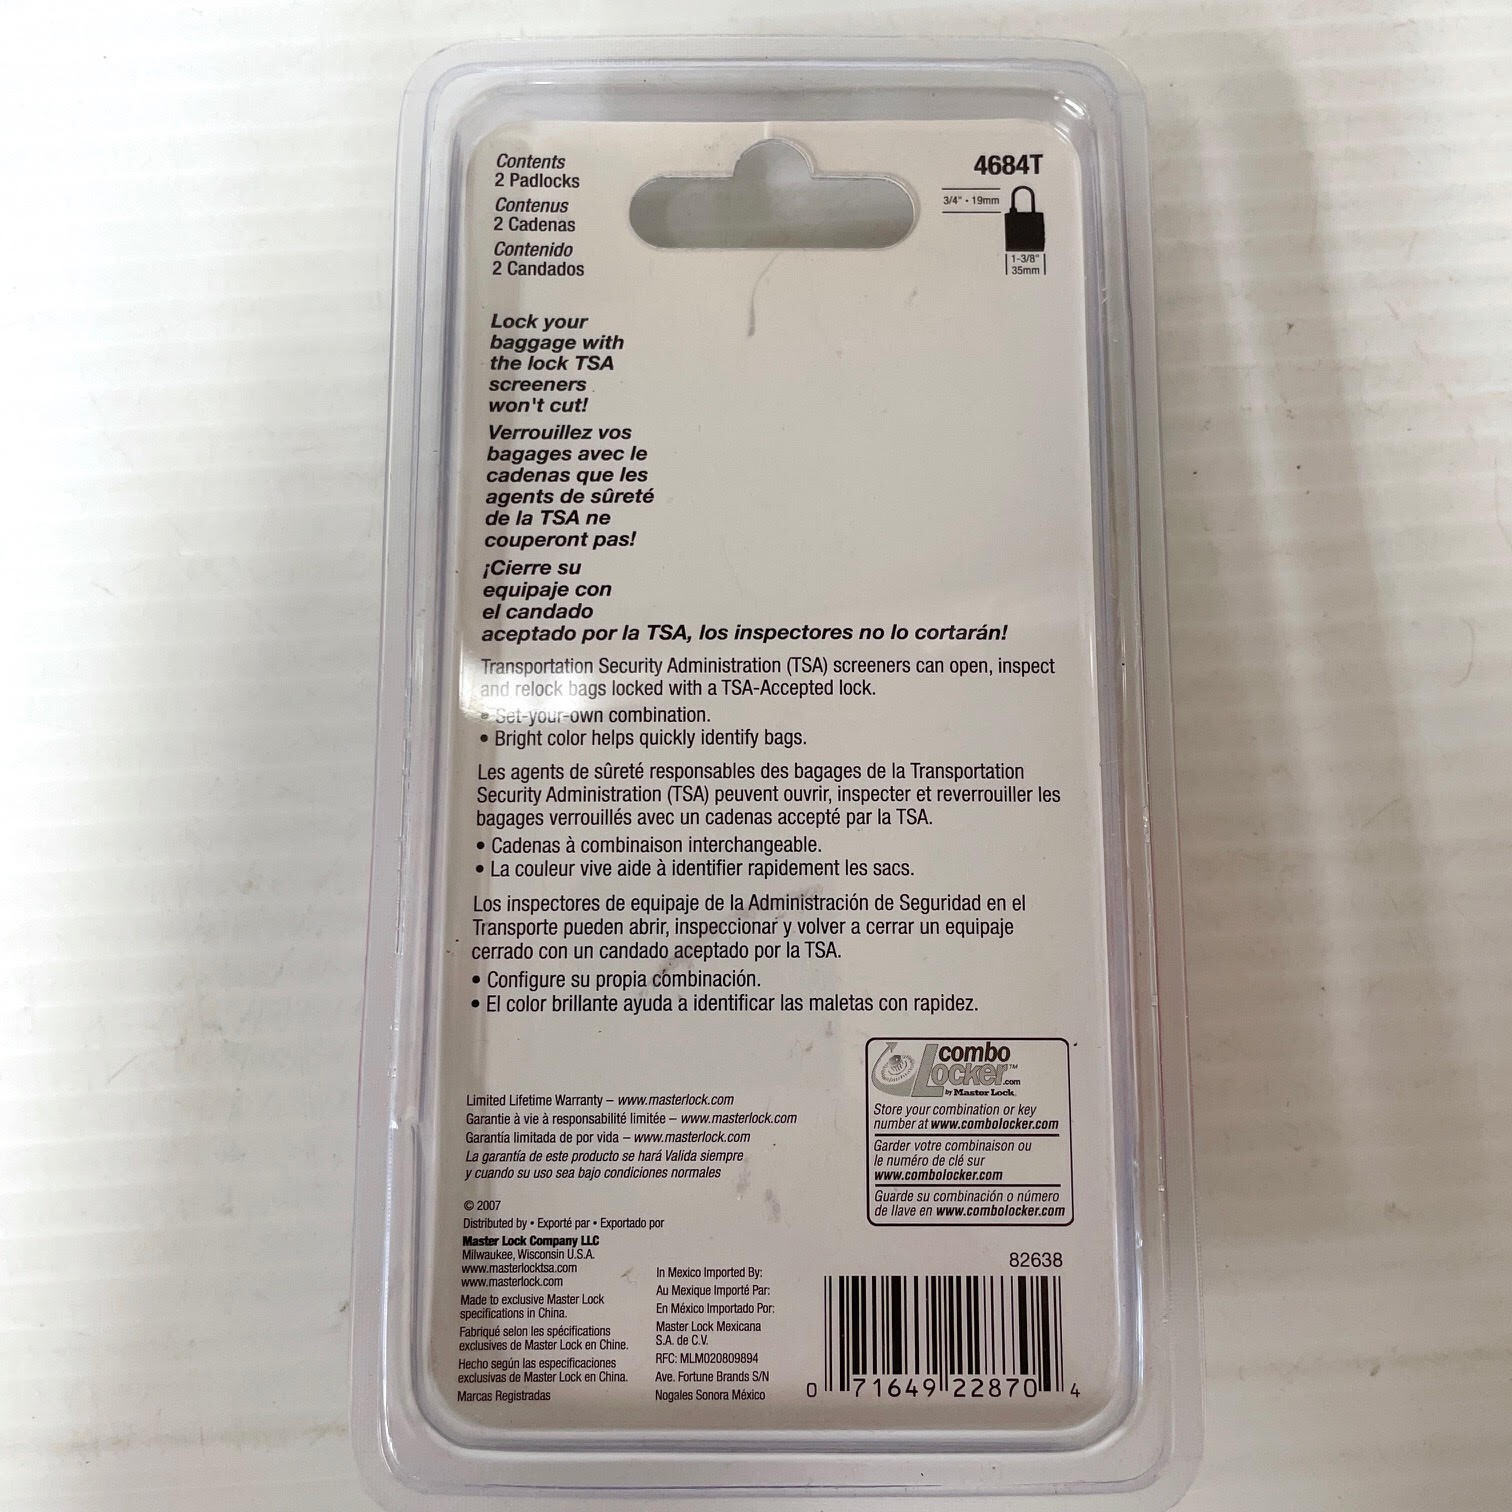 Contents
2 Padlocks
Contenus
2 Cadenas
Contenido
2 Candados
4684T
3/4" • 19mm
1-3/8"
35mm
Lock your
baggage with
the lock TSA
screeners
won't cut!
Verrouillez vos
bagages avec le
cadenas que les
agents de sûreté
de la TSA ne
couperont pas!
¡Cierre su
equipaje con
el candado
aceptado por la TSA, los inspectores no lo cortarán!
Transportation Security Administration (TSA) screeners can open, inspect
and relock bags locked with a TSA-Accepted lock.
• Set-your-own combination.
• Bright color helps quickly identify bags.
Les agents de sûreté responsables des bagages de la Transportation
Security Administration (TSA) peuvent ouvrir, inspecter et reverrouiller les
bagages verrouillés avec un cadenas accepté par la TSA.
• Cadenas à combinaison interchangeable.
• La couleur vive aide à identifier rapidement les sacs.
Los inspectores de equipaje de la Administración de Seguridad en el
Transporte pueden abrir, inspeccionar y volver a cerrar un equipaje
cerrado con un candado aceptado por la TSA.
• Configure su propia combinación.
• El color brillante ayuda a identificar las maletas con rapidez.
combo
Locker™.com
by Master Lock.
Store your combination or key
number at www.combolocker.com
Garder votre combinaison ou
le numéro de clé sur
www.combolocker.com
Guarde su combinación o número
de llave en www.combolocker.com
Limited Lifetime Warranty – www.masterlock.com
Garantie à vie à responsabilité limitée – www.masterlock.com
Garantía limitada de por vida – www.masterlock.com
La garantía de este producto se hará Valida siempre
y cuando su uso sea bajo condiciones normales
© 2007
Distributed by • Exporté par • Exportado por
Master Lock Company LLC
Milwaukee, Wisconsin U.S.A.
www.masterlocktsa.com
www.masterlock.com
Made to exclusive Master Lock
specifications in China.
Fabriqué selon les spécifications
exclusives de Master Lock en Chine.
Hecho según las especificaciones
exclusivas de Master Lock en China.
Marcas Registradas
In Mexico Imported By:
Au Mexique Importé Par:
En México Importado Por:
Master Lock Mexicana
S.A. de C.V.
RFC: MLM020809894
Ave. Fortune Brands S/N
Nogales Sonora México
82638
0 71649 22870 4